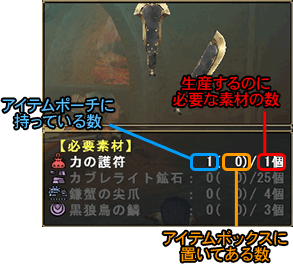 生産するのに
必要な素材の数
アイテムポーチに
持っている数
【必要素材】
力の護符 1( 0)/ 1個
カブレライト鉱石: 0( 0)/25個
鎌蟹の尖爪 : 0( 0)/ 4個
黒狼鳥の鱗 : 0( 0)/ 3個
アイテムボックスに
置いてある数